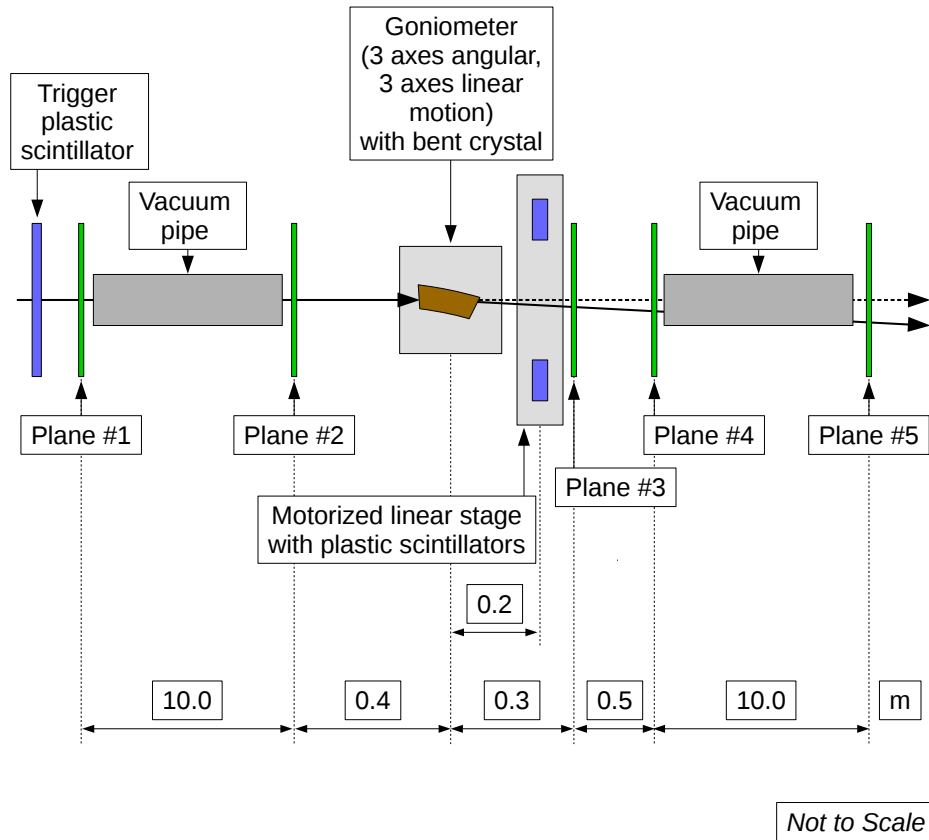 Goniometer
(3 axes angular,
3 axes linear
motion)
with bent crystal
Trigger
plastic
scintillator
Vacuum
pipe
Vacuum
pipe
Plane #1
Plane #2
Plane #4
Plane #5
Plane #3
Motorized linear stage
with plastic scintillators
0.2
10.0
0.4
0.3
0.5
10.0
m
Not to Scale